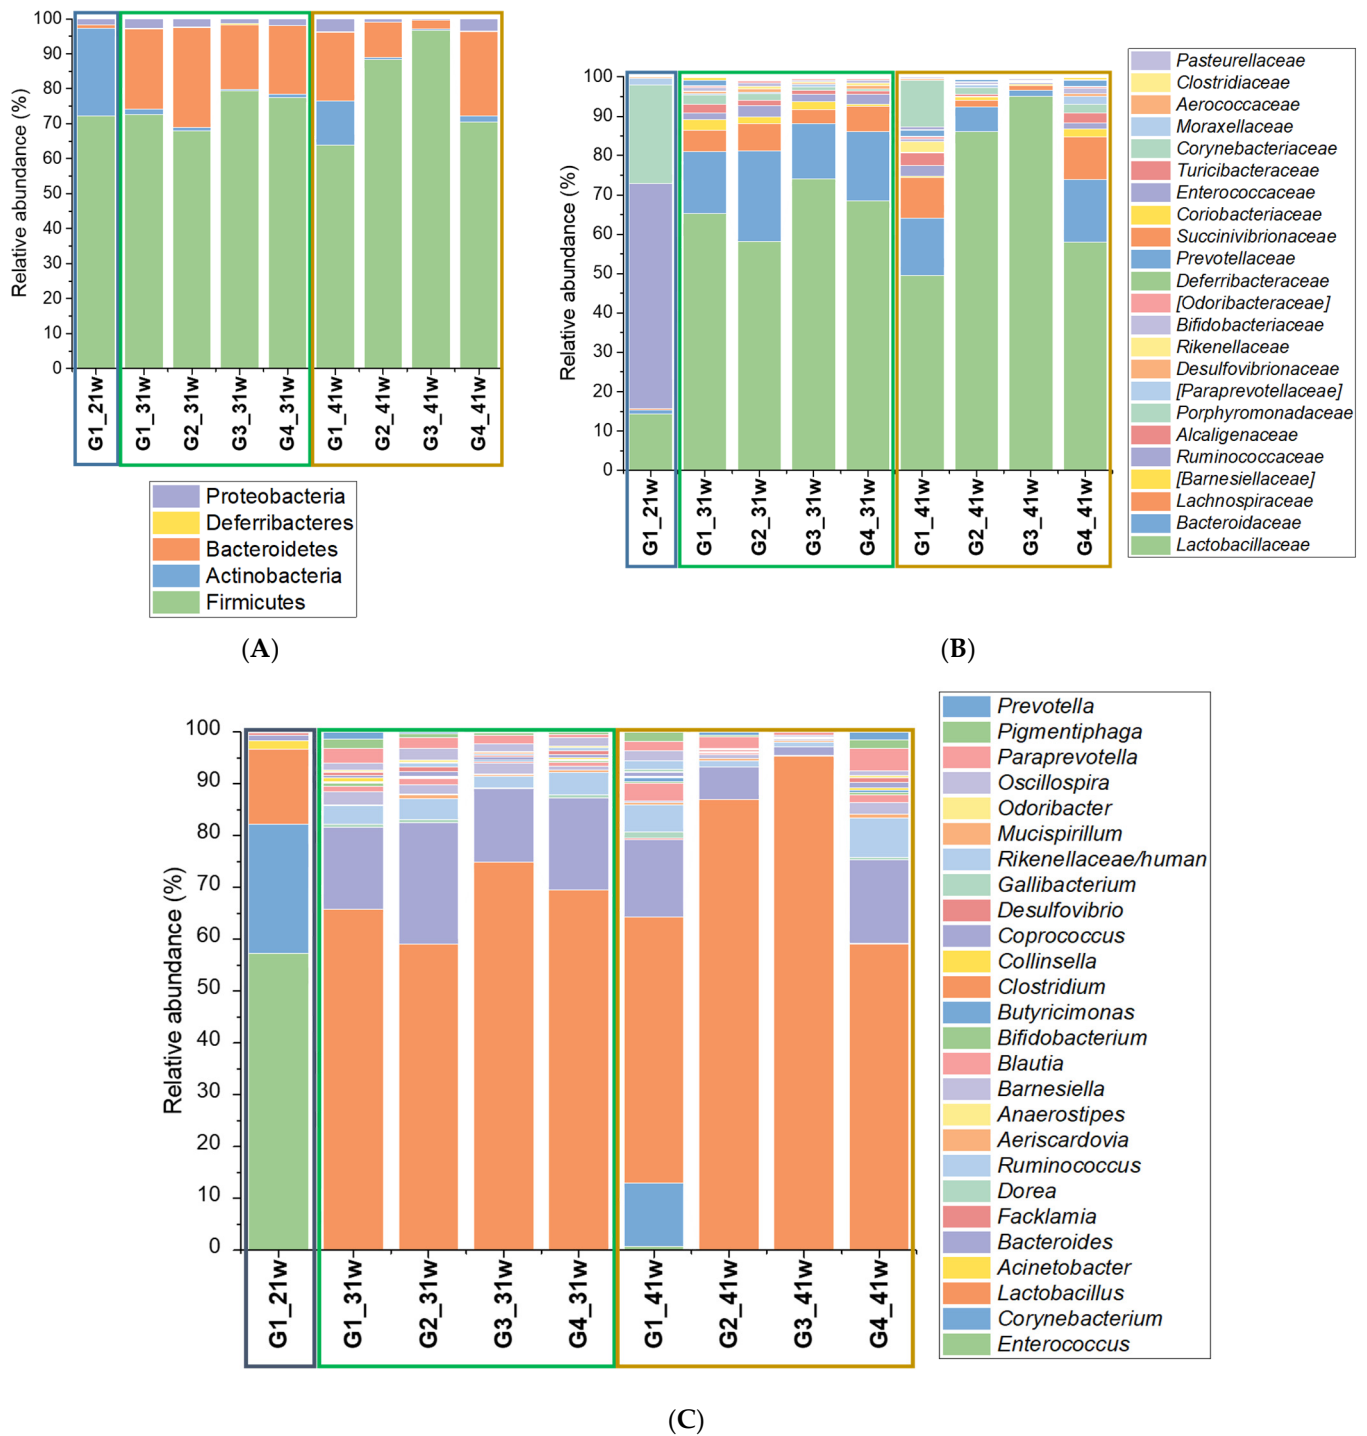 Relative abundance (%)
100
90
80
70
60
50
40
30
20
10
0
G1_21w
G1_31w
G2_31w
G3_31w
G4_31w
G1_41w
G2_41w
G3_41w
G4_41w
Proteobacteria
Deferribacteres
Bacteroidetes
Actinobacteria
Firmicutes
(A)
Relative abundance (%)
100
90
80
70
60
50
40
30
20
10
0
G1_21w
G1_31w
G2_31w
G3_31w
G4_31w
G1_41w
G2_41w
G3_41w
G4_41w
Pasteurellaceae
Clostridiaceae
Aerococcaceae
Moraxellaceae
Corynebacteriaceae
Turicibacteraceae
Enterococcaceae
Coriobacteriaceae
Succinivibrionaceae
Prevotellaceae
Deferribacteraceae
[Odoribacteraceae]
Bifidobacteriaceae
Rikenellaceae
Desulfovibrionaceae
[Paraprevotellaceae]
Porphyromonadaceae
Alcaligenaceae
Ruminococcaceae
[Barnesiellaceae]
Lachnospiraceae
Bacteroidaceae
Lactobacillaceae
(B)
Relative abundance (%)
100
90
80
70
60
50
40
30
20
10
0
G1_21w
G1_31w
G2_31w
G3_31w
G4_31w
G1_41w
G2_41w
G3_41w
G4_41w
Prevotella
Pigmentiphaga
Paraprevotella
Oscillospira
Odoribacter
Mucispirillum
Rikenellaceae/human
Gallibacterium
Desulfovibrio
Coprococcus
Collinsella
Clostridium
Butyricimonas
Bifidobacterium
Blautia
Barnesiella
Anaerostipes
Aeriscardovia
Ruminococcus
Dorea
Facklamia
Bacteroides
Acinetobacter
Lactobacillus
Corynebacterium
Enterococcus
(C)